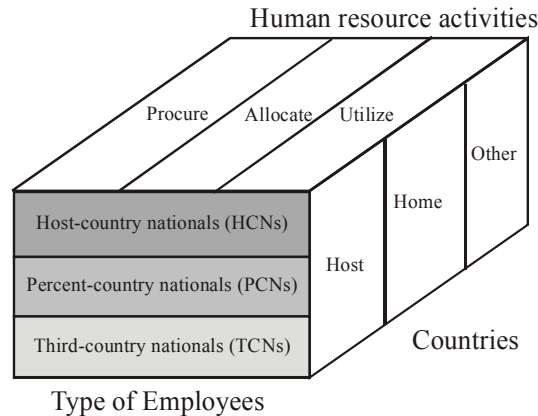 Human resource activities
Procure
Allocate
Utilize
Other
Home
Host
Host-country nationals (HCNs)
Percent-country nationals (PCNs)
Third-country nationals (TCNs)
Countries
Type of Employees